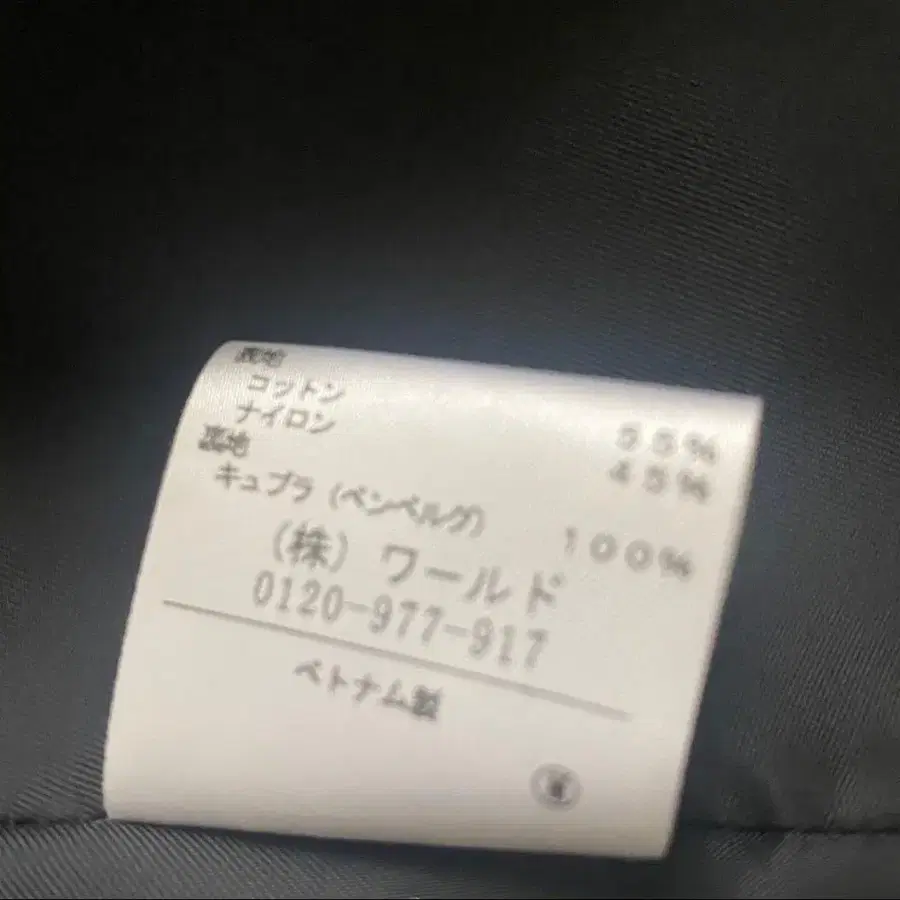 表地
コットン 55%
ナイロン 45%
裏地
キュプラ (ベンベルグ) 100%
(株) ワールド
0120-977-917
ベトナム製